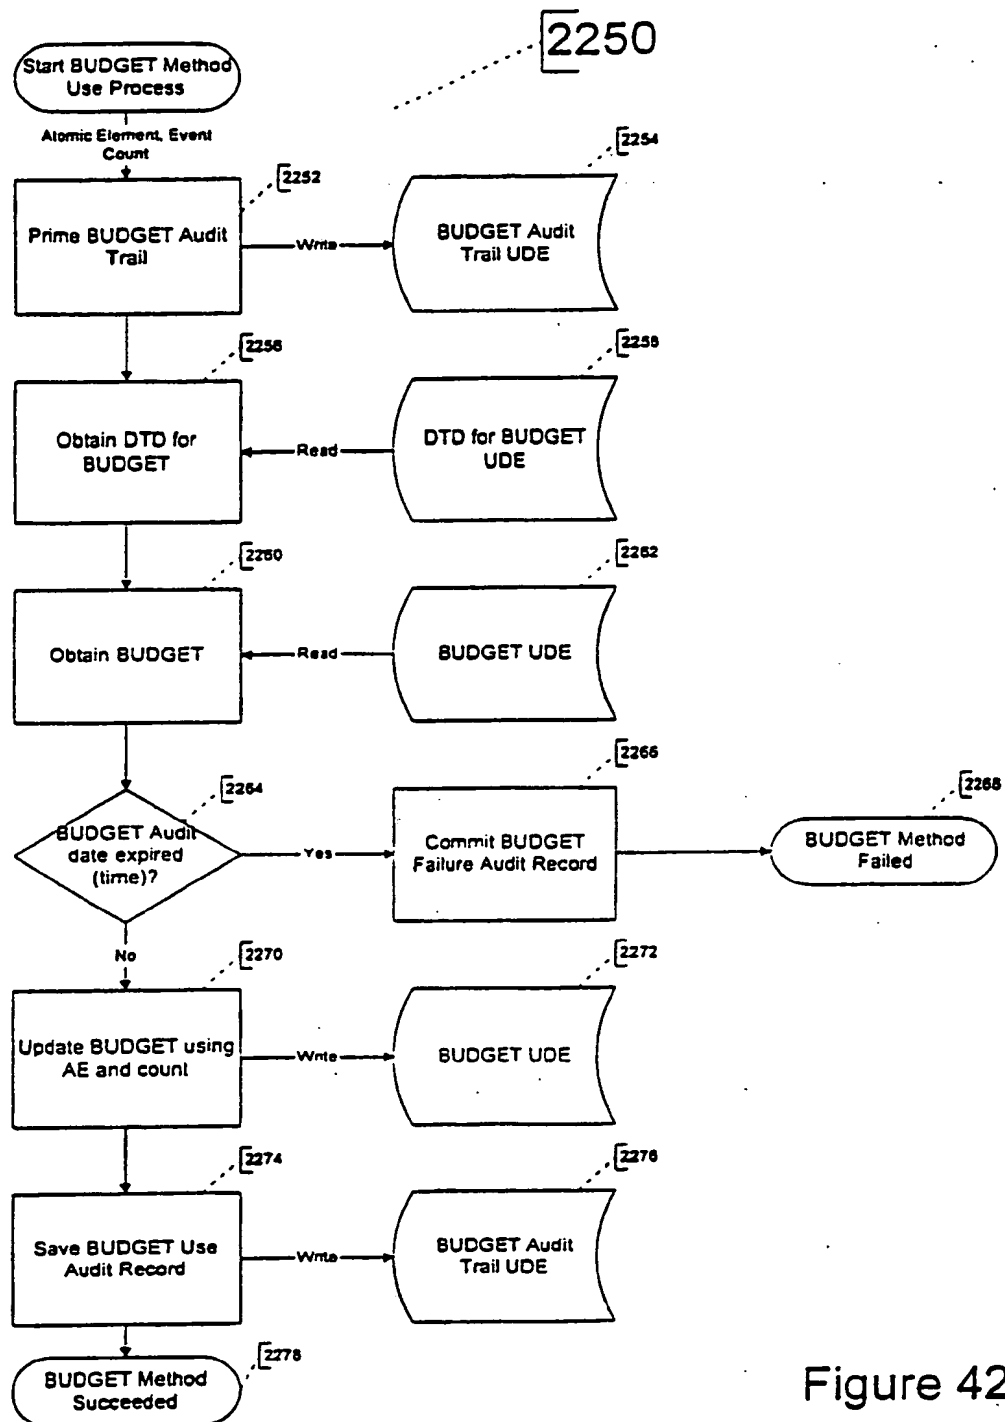 2250
Start BUDGET Method
Use Process
Atomic Element, Event
Count
2252
Prime BUDGET Audit
Trail
Write
2254
BUDGET Audit
Trail UDE
2256
Obtain DTD for
BUDGET
Read
2258
DTD for BUDGET
UDE
2260
Obtain BUDGET
Read
2262
BUDGET UDE
2264
BUDGET Audit
date expired
(time)?
Yes
2266
Commit BUDGET
Failure Audit Record
2268
BUDGET Method
Failed
No
2270
Update BUDGET using
AE and count
Write
2272
BUDGET UDE
2274
Save BUDGET Use
Audit Record
Write
2276
BUDGET Audit
Trail UDE
2278
BUDGET Method
Succeeded
Figure 42